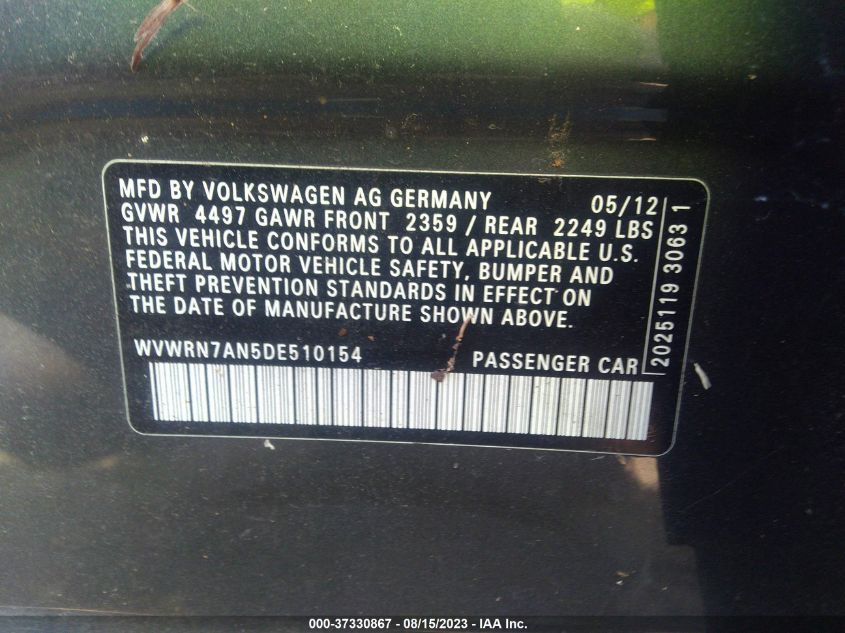 MFD BY VOLKSWAGEN AG GERMANY 05/12
GVWR 4497 GAWR FRONT 2359 / REAR 2249 LBS
THIS VEHICLE CONFORMS TO ALL APPLICABLE U.S.
FEDERAL MOTOR VEHICLE SAFETY, BUMPER AND
THEFT PREVENTION STANDARDS IN EFFECT ON
THE DATE OF MANUFACTURE SHOWN ABOVE.
WVWRN7AN5DE510154 PASSENGER CAR
2025119 3063 1
000-37330867 - 08/15/2023 - IAA Inc.